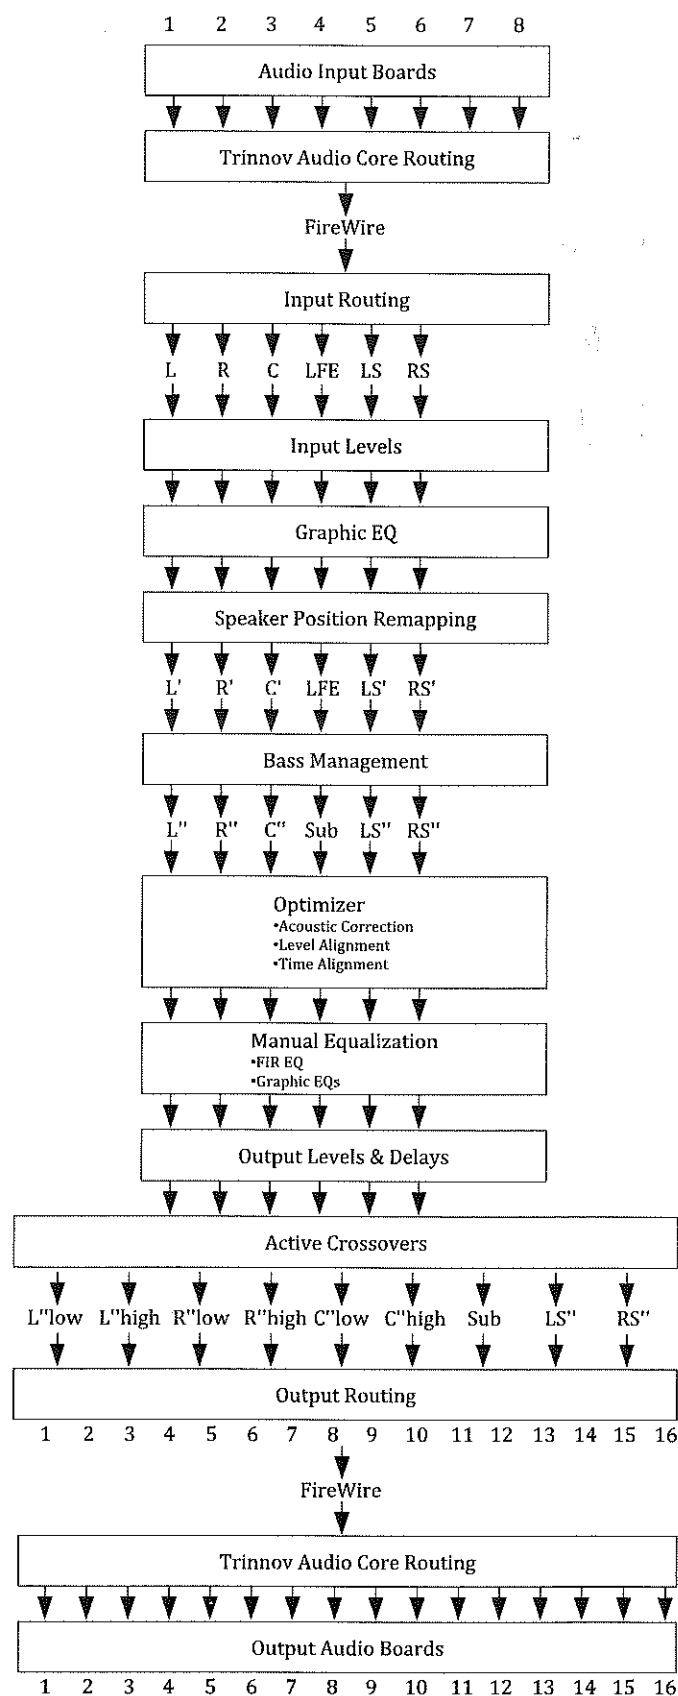 1 2 3 4 5 6 7 8
Audio Input Boards
Trinnov Audio Core Routing
FireWire
Input Routing
L R C LFE LS RS
Input Levels
Graphic EQ
Speaker Position Remapping
L' R' C' LFE LS' RS'
Bass Management
L" R" C" Sub LS" RS"
Optimizer
•Acoustic Correction
•Level Alignment
•Time Alignment
Manual Equalization
•FIR EQ
•Graphic EQs
Output Levels & Delays
Active Crossovers
L"low L"high R"low R"high C"low C"high Sub LS" RS"
Output Routing
1 2 3 4 5 6 7 8 9 10 11 12 13 14 15 16
FireWire
Trinnov Audio Core Routing
Output Audio Boards
1 2 3 4 5 6 7 8 9 10 11 12 13 14 15 16